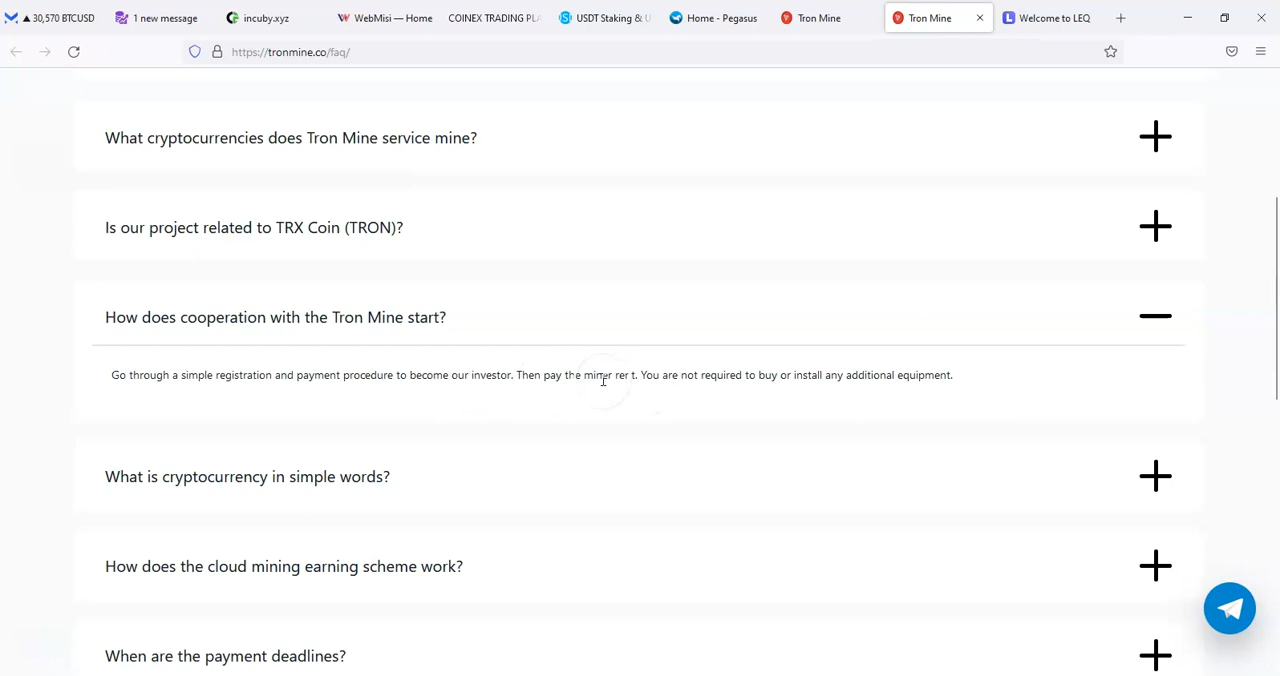 30,570 BTCUSD
1 new message
incuby.xyz
WebMisi — Home
COINEX TRADING PLA
USDT Staking & U
Home - Pegasus
Tron Mine
Tron Mine
Welcome to LEQ
https://tronmine.co/faq/
What cryptocurrencies does Tron Mine service mine?
Is our project related to TRX Coin (TRON)?
How does cooperation with the Tron Mine start?
Go through a simple registration and payment procedure to become our investor. Then pay the miner rent. You are not required to buy or install any additional equipment.
What is cryptocurrency in simple words?
How does the cloud mining earning scheme work?
When are the payment deadlines?